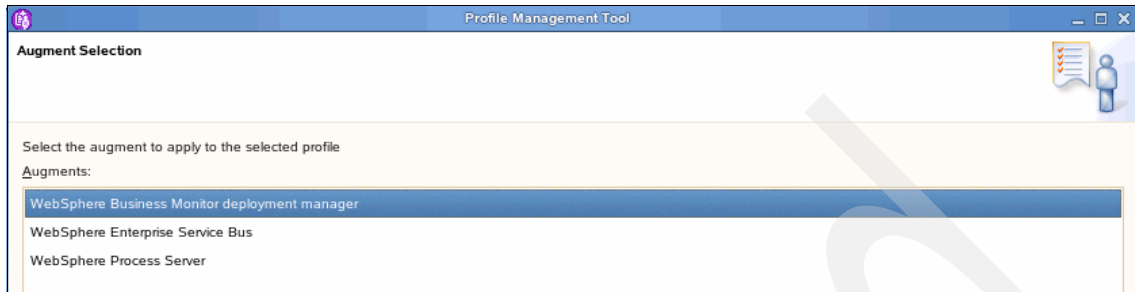 Profile Management Tool
Augment Selection
Select the augment to apply to the selected profile
Augments:
WebSphere Business Monitor deployment manager
WebSphere Enterprise Service Bus
WebSphere Process Server